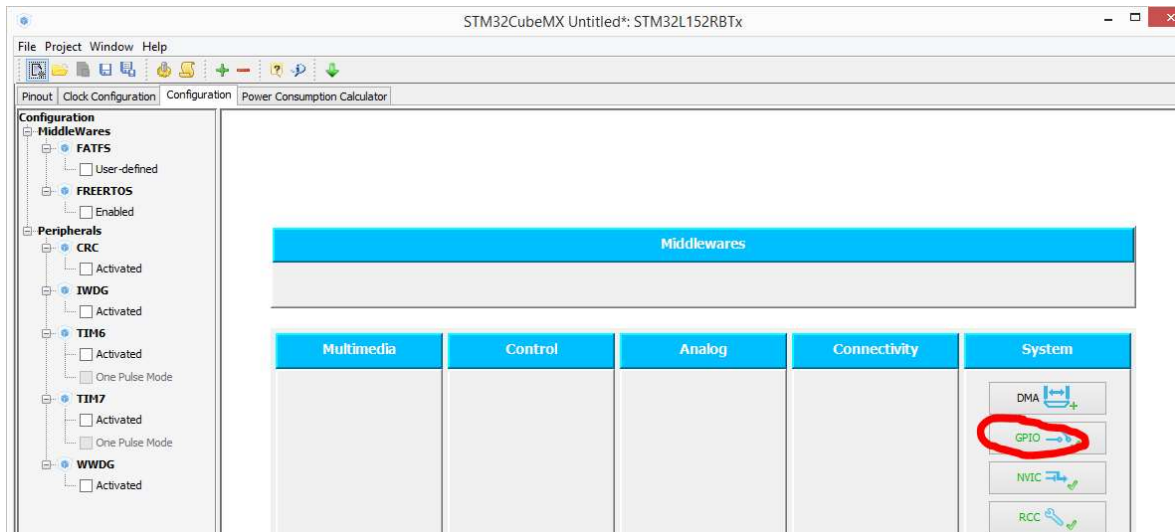 STM32CubeMX Untitled*: STM32L152RBTx
File Project Window Help
Pinout Clock Configuration Configuration Power Consumption Calculator
Configuration
MiddleWares
FATFS
User-defined
FREERTOS
Enabled
Peripherals
CRC
Activated
IWDG
Activated
TIM6
Activated
One Pulse Mode
TIM7
Activated
One Pulse Mode
WWDG
Activated
Middlewares
Multimedia Control Analog Connectivity System
DMA
GPIO
NVIC
RCC